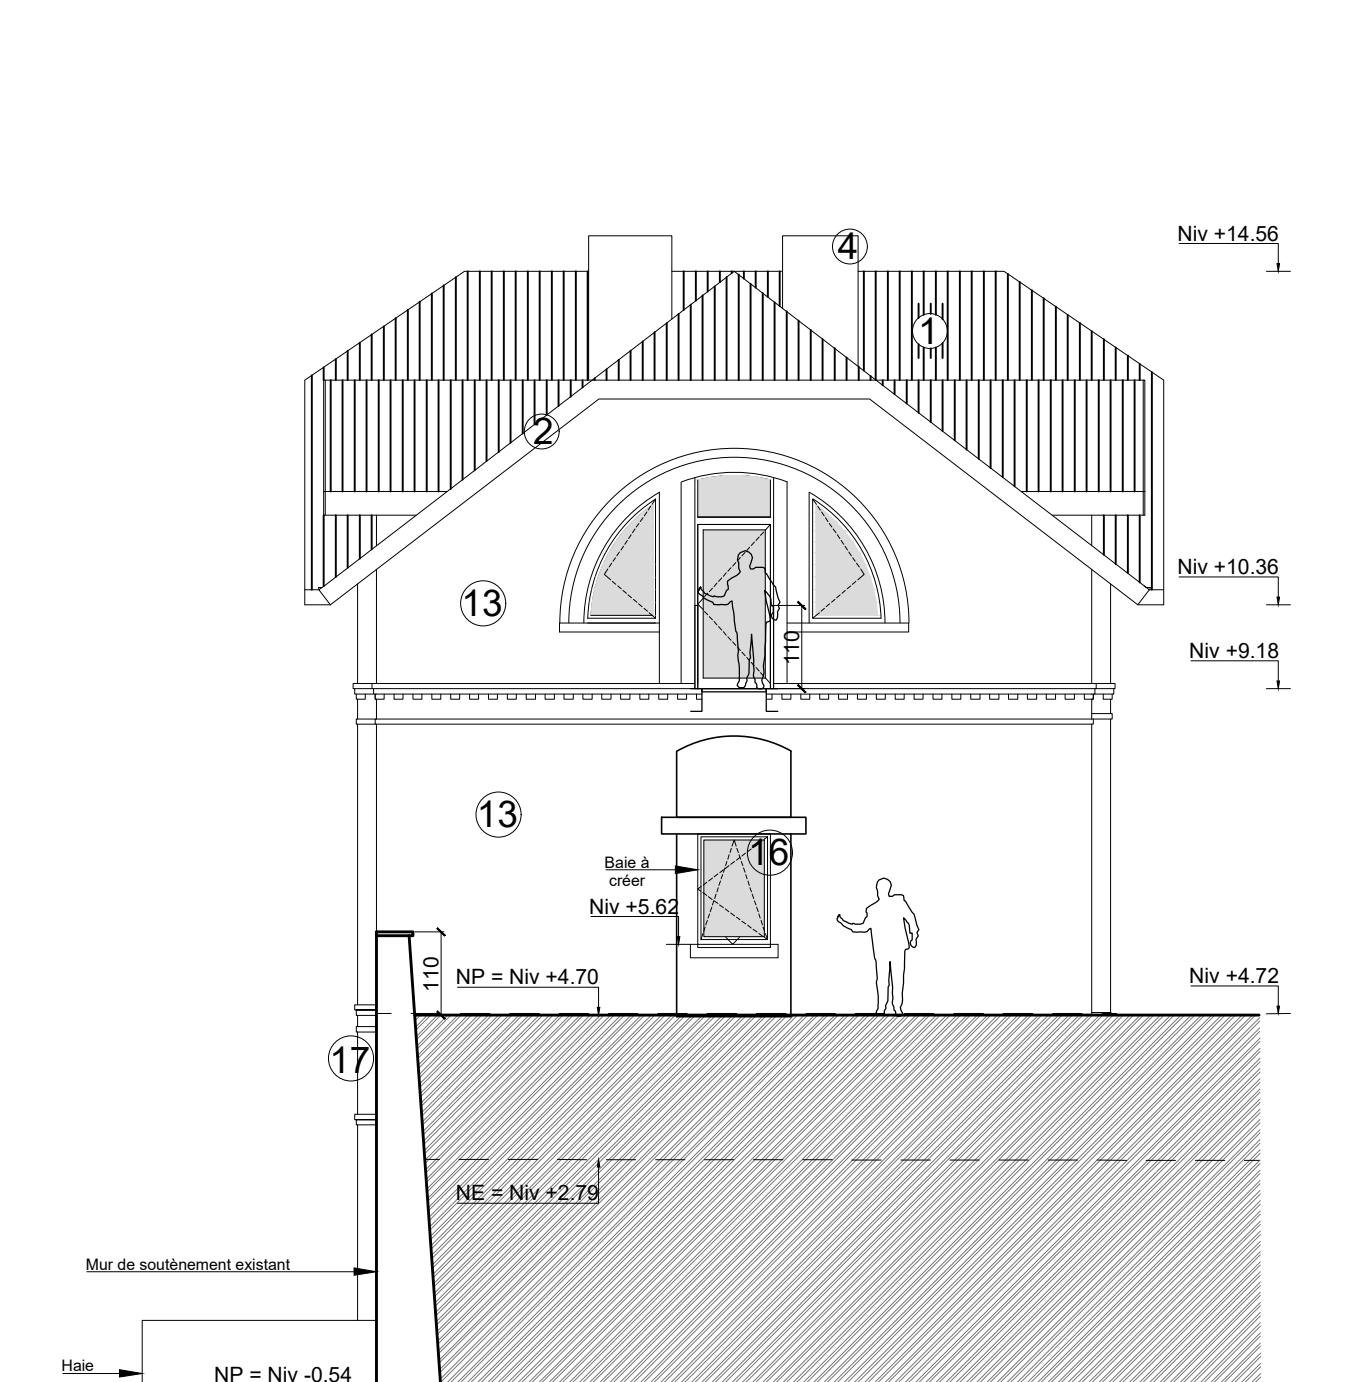 Niv +14.56
4
1
2
Niv +10.36
13
110
Niv +9.18
13
16
Baie à
créer
Niv +5.62
110
NP = Niv +4.70
Niv +4.72
17
NE = Niv +2.79
Mur de soutènement existant
Haie
NP = Niv -0.54